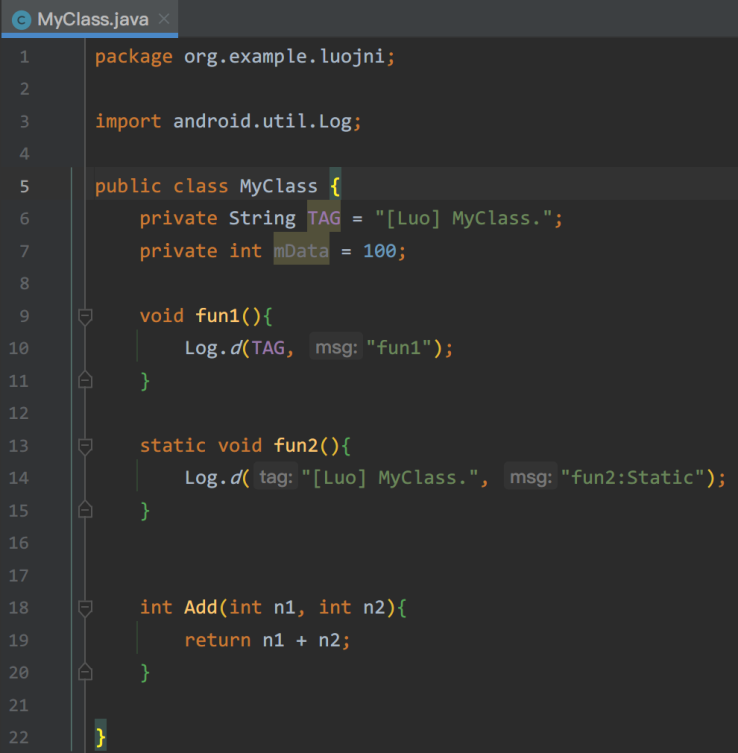 MyClass.java
1 package org.example.luojni;
2
3 import android.util.Log;
4
5 public class MyClass {
6     private String TAG = "[Luo] MyClass.";
7     private int mData = 100;
8
9     void fun1(){
10         Log.d(TAG, msg: "fun1");
11     }
12
13     static void fun2(){
14         Log.d( tag: "[Luo] MyClass.", msg: "fun2:Static");
15     }
16
17
18     int Add(int n1, int n2){
19         return n1 + n2;
20     }
21
22 }